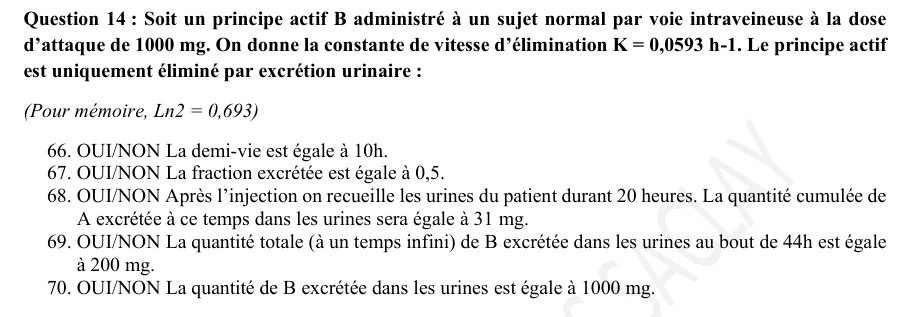 Question 14 : Soit un principe actif B administré à un sujet normal par voie intraveineuse à la dose
d’attaque de 1000 mg. On donne la constante de vitesse d’élimination K = 0,0593 h-1. Le principe actif
est uniquement éliminé par excrétion urinaire :
(Pour mémoire, Ln2 = 0,693)
66. OUI/NON La demi-vie est égale à 10h.
67. OUI/NON La fraction excrétée est égale à 0,5.
68. OUI/NON Après l’injection on recueille les urines du patient durant 20 heures. La quantité cumulée de
A excrétée à ce temps dans les urines sera égale à 31 mg.
69. OUI/NON La quantité totale (à un temps infini) de B excrétée dans les urines au bout de 44h est égale
à 200 mg.
70. OUI/NON La quantité de B excrétée dans les urines est égale à 1000 mg.
SACLAY